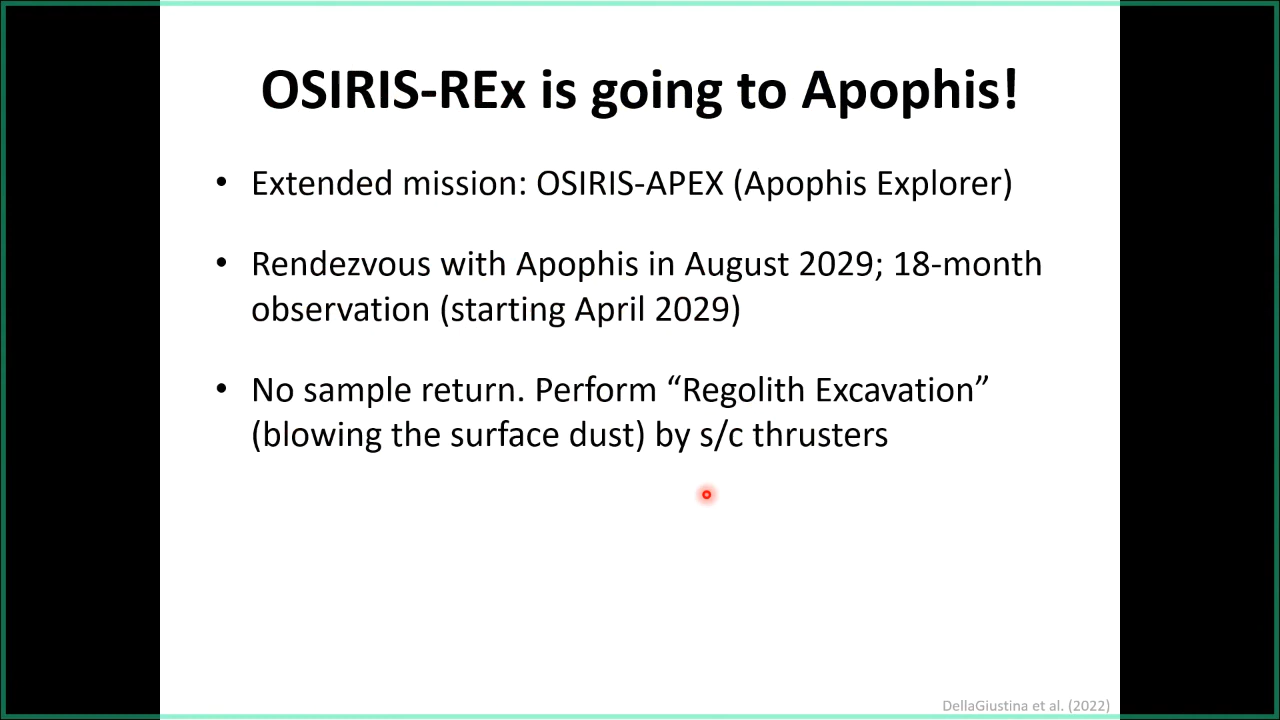 OSIRIS-REx is going to Apophis!
• Extended mission: OSIRIS-APEX (Apophis Explorer)
• Rendezvous with Apophis in August 2029; 18-month
observation (starting April 2029)
• No sample return. Perform “Regolith Excavation”
(blowing the surface dust) by s/c thrusters
DellaGiustina et al. (2022)